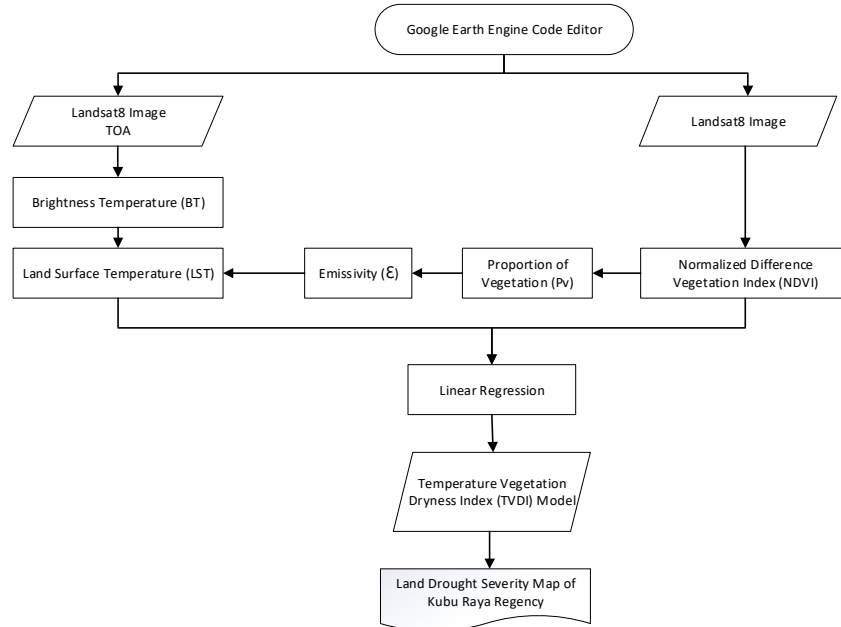 Google Earth Engine Code Editor
Landsat8 Image
TOA
Landsat8 Image
Brightness Temperature (BT)
Land Surface Temperature (LST)
Emissivity (Ɛ)
Proportion of
Vegetation (Pv)
Normalized Difference
Vegetation Index (NDVI)
Linear Regression
Temperature Vegetation
Dryness Index (TVDI) Model
Land Drought Severity Map of
Kubu Raya Regency